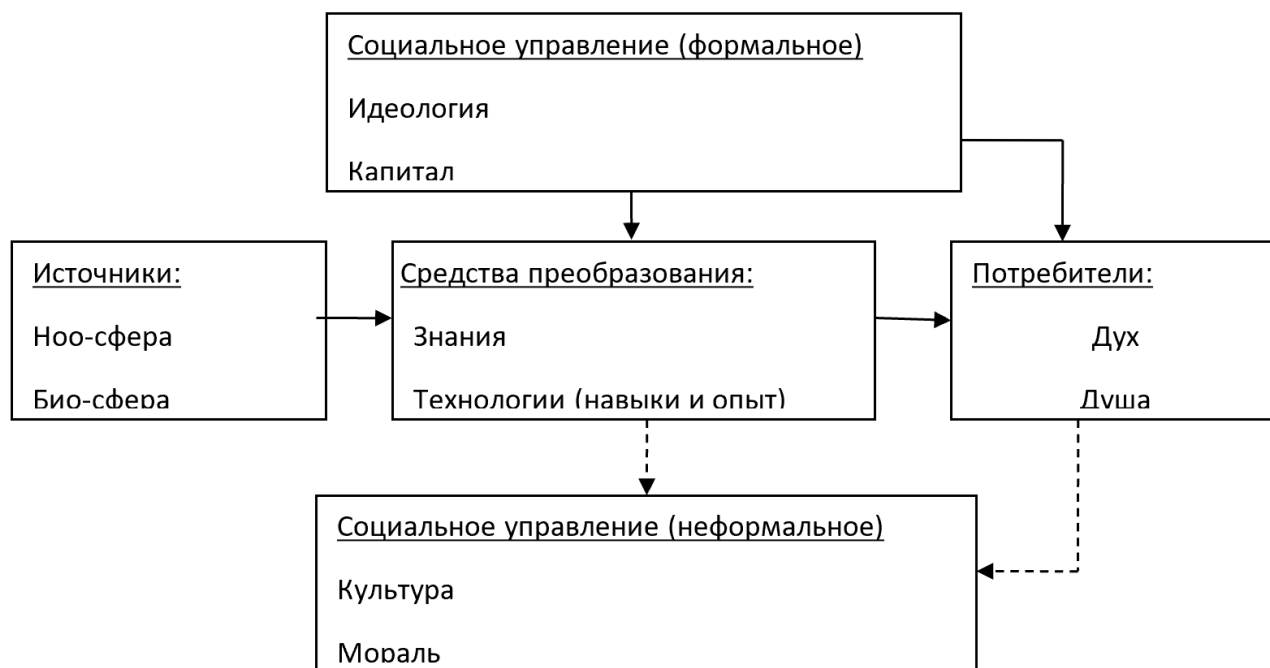 Социальное управление (формальное)
Идеология
Капитал
Источники:
Ноо-сфера
Био-сфера
Средства преобразования:
Знания
Технологии (навыки и опыт)
Потребители:
Дух
Душа
Социальное управление (неформальное)
Культура
Мораль